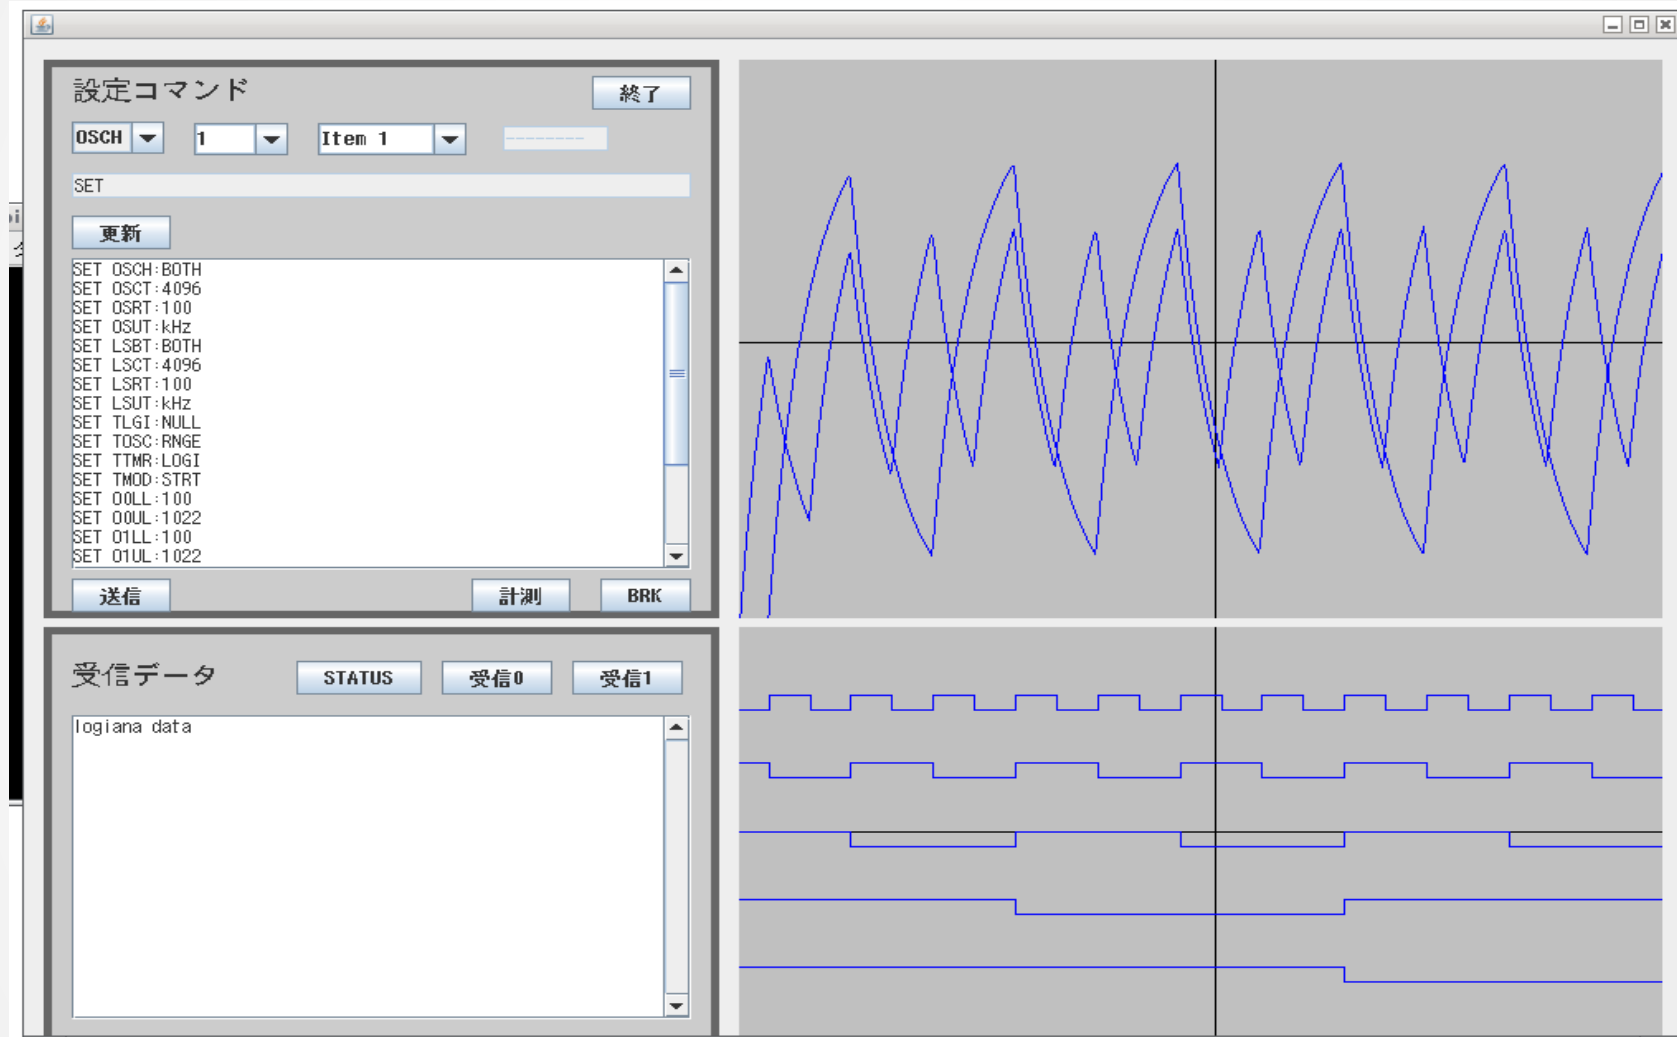 設定コマンド
終了
OSCH
1
Item 1
--------
SET
更新
SET OSCH:BOTH
SET OSCT:4096
SET OSRT:100
SET OSUT:kHz
SET LSBT:BOTH
SET LSCT:4096
SET LSRT:100
SET LSUT:kHz
SET TLGI:NULL
SET TOSC:RNGE
SET TTMR:LOGI
SET TMOD:STRT
SET O0LL:100
SET O0UL:1022
SET O1LL:100
SET O1UL:1022
送信
計測
BRK
受信データ
STATUS
受信0
受信1
logiana data